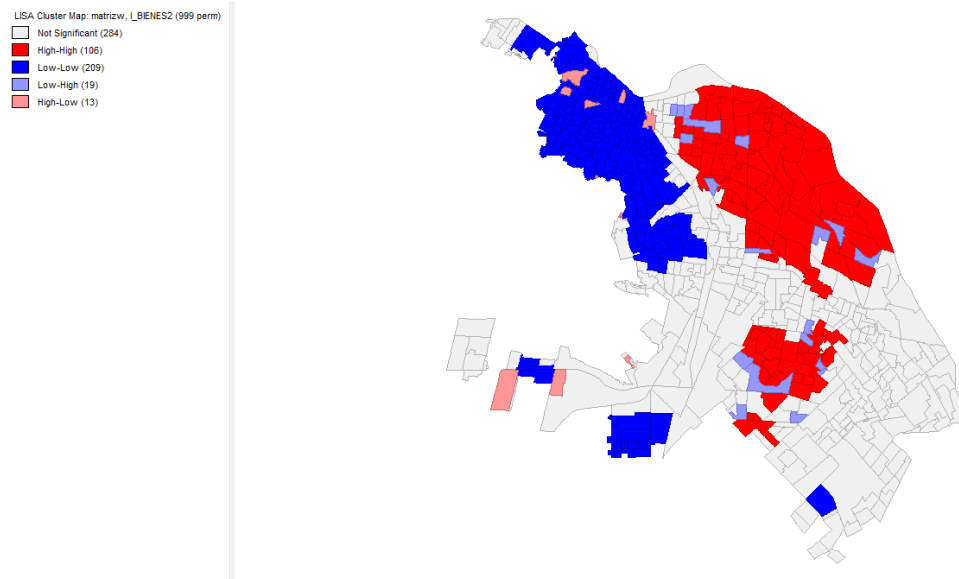 LISA Cluster Map: matrizw, I_BIENES2 (999 perm)
Not Significant (284)
High-High (106)
Low-Low (209)
Low-High (19)
High-Low (13)